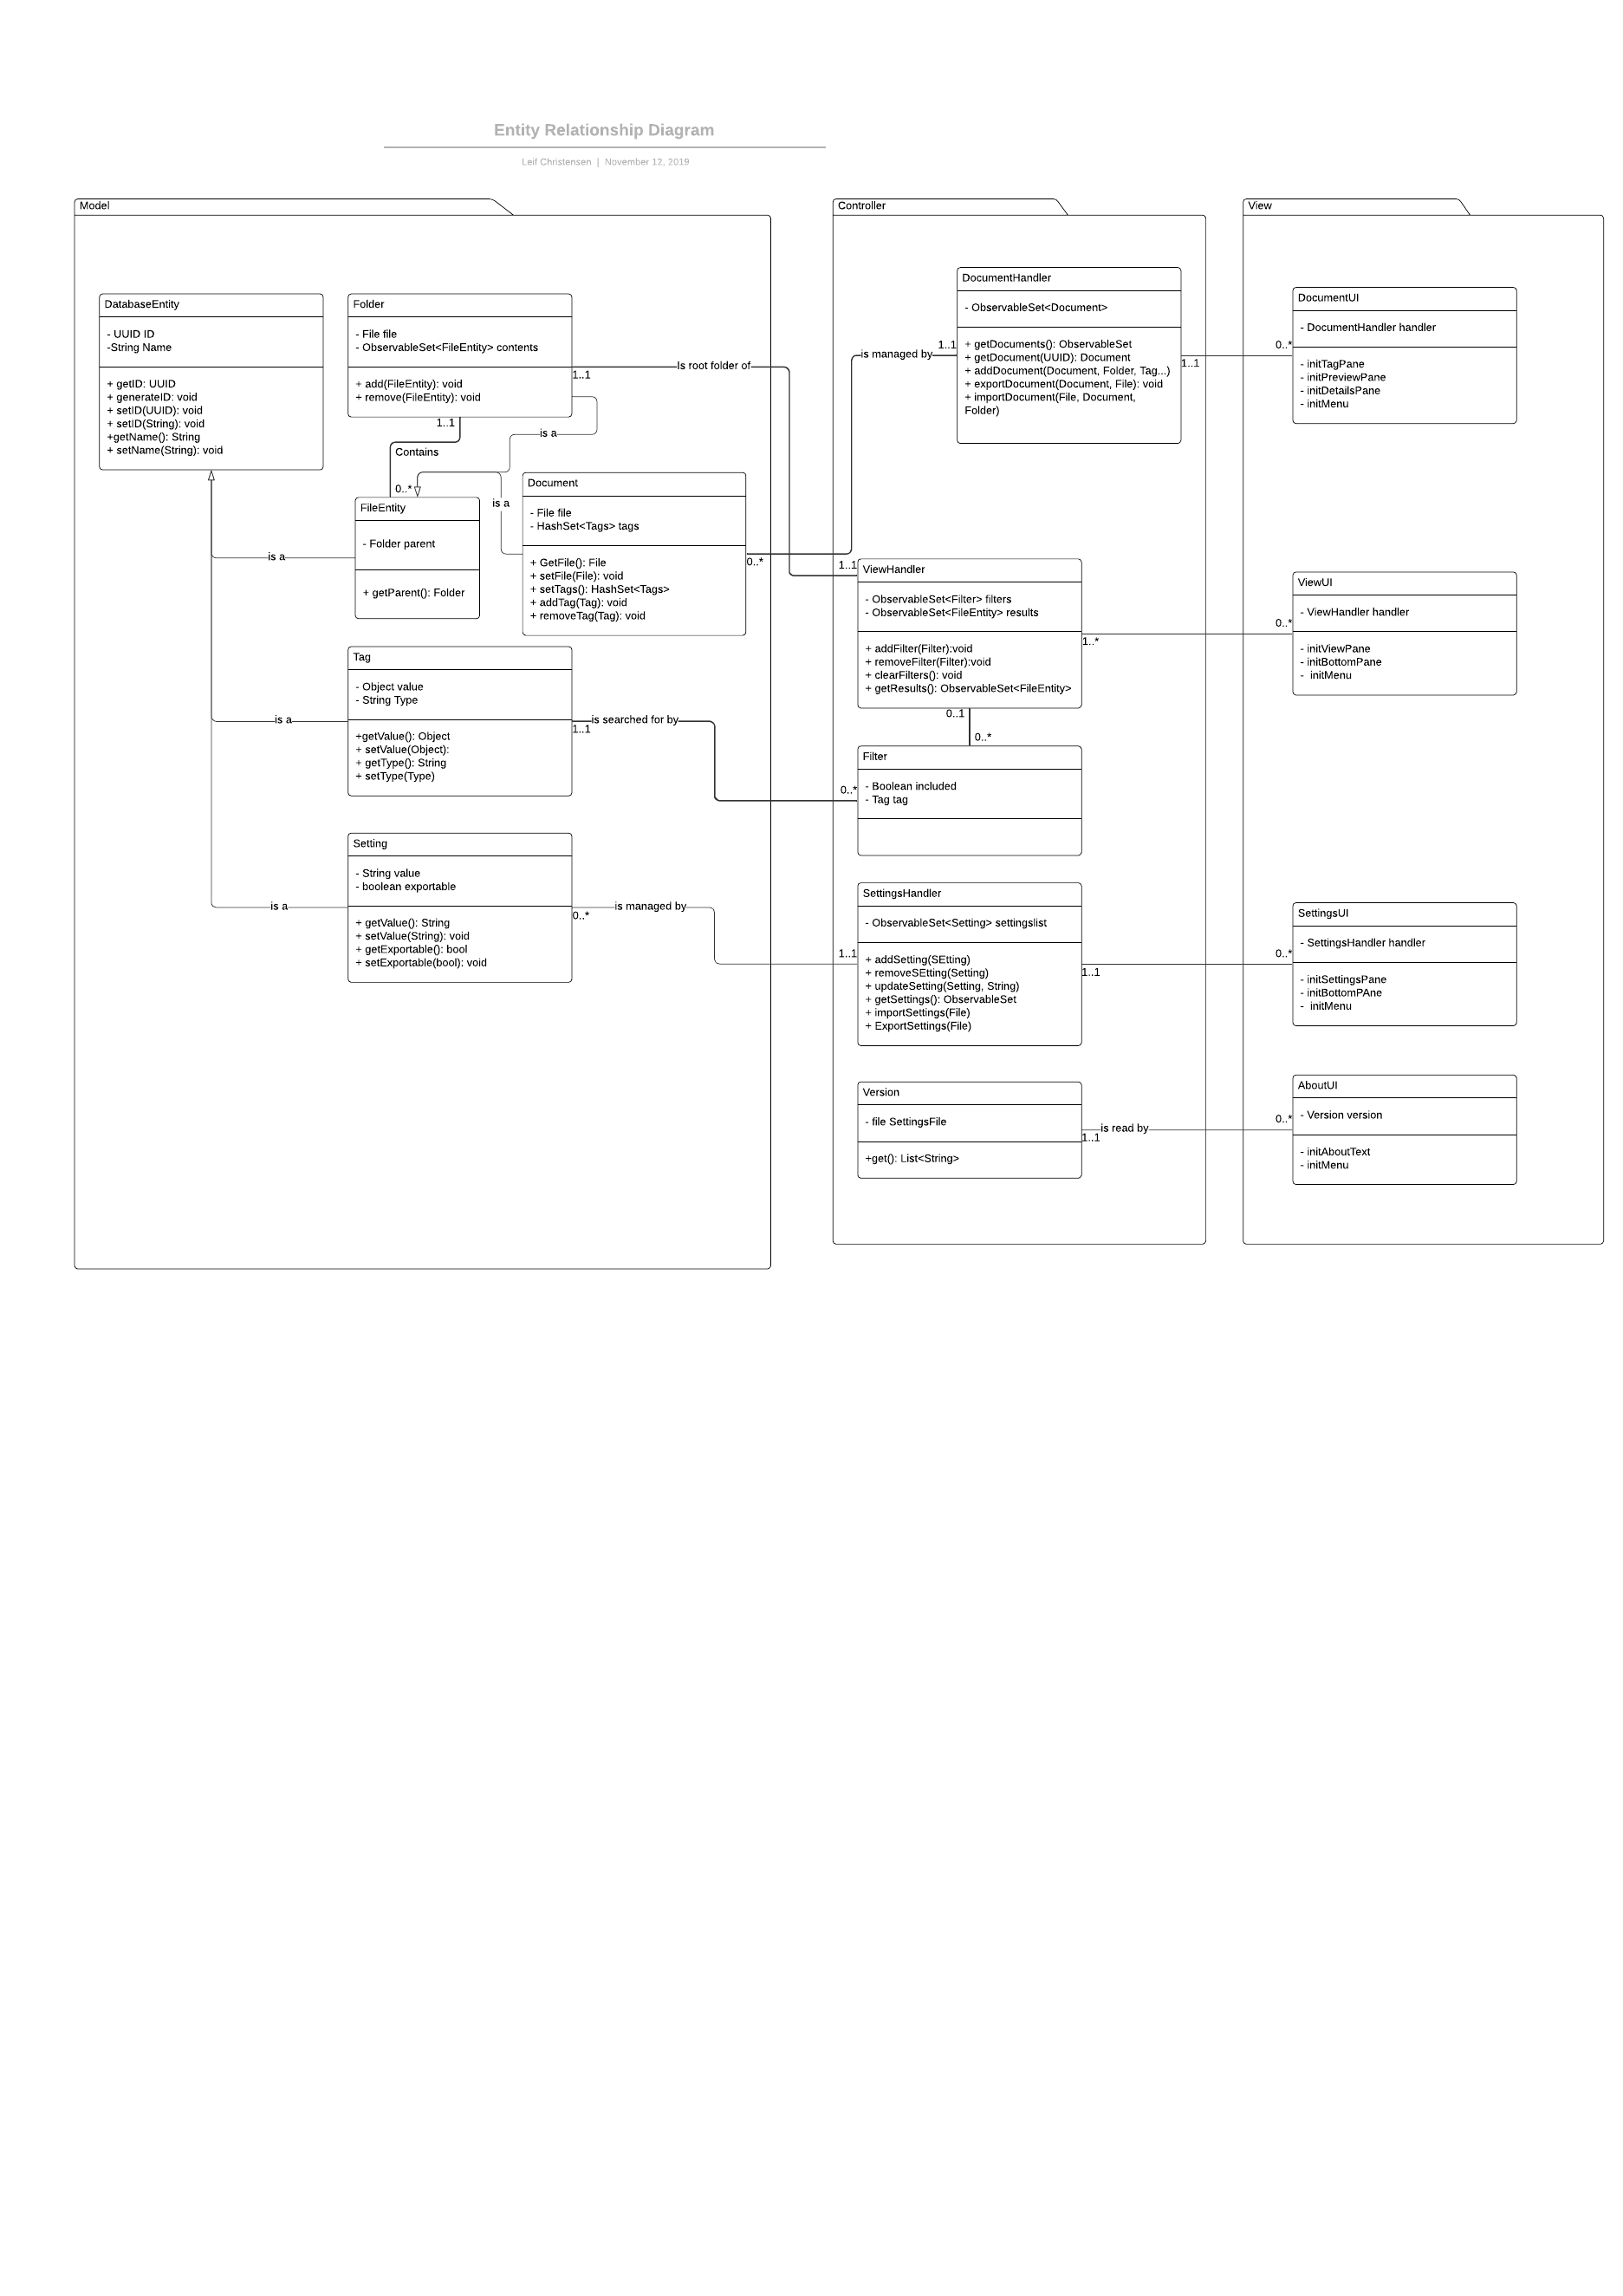 Entity Relationship Diagram
Leif Christensen | November 12, 2019
Model
DatabaseEntity
- UUID ID
-String Name
+ getID: UUID
+ generateID: void
+ setID(UUID): void
+ setID(String): void
+getName(): String
+ setName(String): void
Folder
- File file
- ObservableSet<FileEntity> contents
+ add(FileEntity): void
+ remove(FileEntity): void
1..1
Is root folder of
1..1
is a
1..1
Contains
0..*
FileEntity
- Folder parent
+ getParent(): Folder
is a
is a
Document
- File file
- HashSet<Tags> tags
+ GetFile(): File
+ setFile(File): void
+ setTags(): HashSet<Tags>
+ addTag(Tag): void
+ removeTag(Tag): void
0..*
is managed by
1..1
Tag
- Object value
- String Type
+getValue(): Object
+ setValue(Object):
+ getType(): String
+ setType(Type)
is a
1..1
is searched for by
0..*
Setting
- String value
- boolean exportable
+ getValue(): String
+ setValue(String): void
+ getExportable(): bool
+ setExportable(bool): void
is a
0..*
is managed by
1..1
Controller
DocumentHandler
- ObservableSet<Document>
+ getDocuments(): ObservableSet
+ getDocument(UUID): Document
+ addDocument(Document, Folder, Tag...)
+ exportDocument(Document, File): void
+ importDocument(File, Document,
Folder)
1..1
0..*
ViewHandler
- ObservableSet<Filter> filters
- ObservableSet<FileEntity> results
+ addFilter(Filter):void
+ removeFilter(Filter):void
+ clearFilters(): void
+ getResults(): ObservableSet<FileEntity>
1..*
0..*
0..1
0..*
Filter
- Boolean included
- Tag tag
SettingsHandler
- ObservableSet<Setting> settingslist
+ addSetting(SEtting)
+ removeSEtting(Setting)
+ updateSetting(Setting, String)
+ getSettings(): ObservableSet
+ importSettings(File)
+ ExportSettings(File)
1..1
0..*
Version
- file SettingsFile
+get(): List<String>
1..1
is read by
0..*
View
DocumentUI
- DocumentHandler handler
- initTagPane
- initPreviewPane
- initDetailsPane
- initMenu
ViewUI
- ViewHandler handler
- initViewPane
- initBottomPane
- initMenu
SettingsUI
- SettingsHandler handler
- initSettingsPane
- initBottomPAne
- initMenu
AboutUI
- Version version
- initAboutText
- initMenu